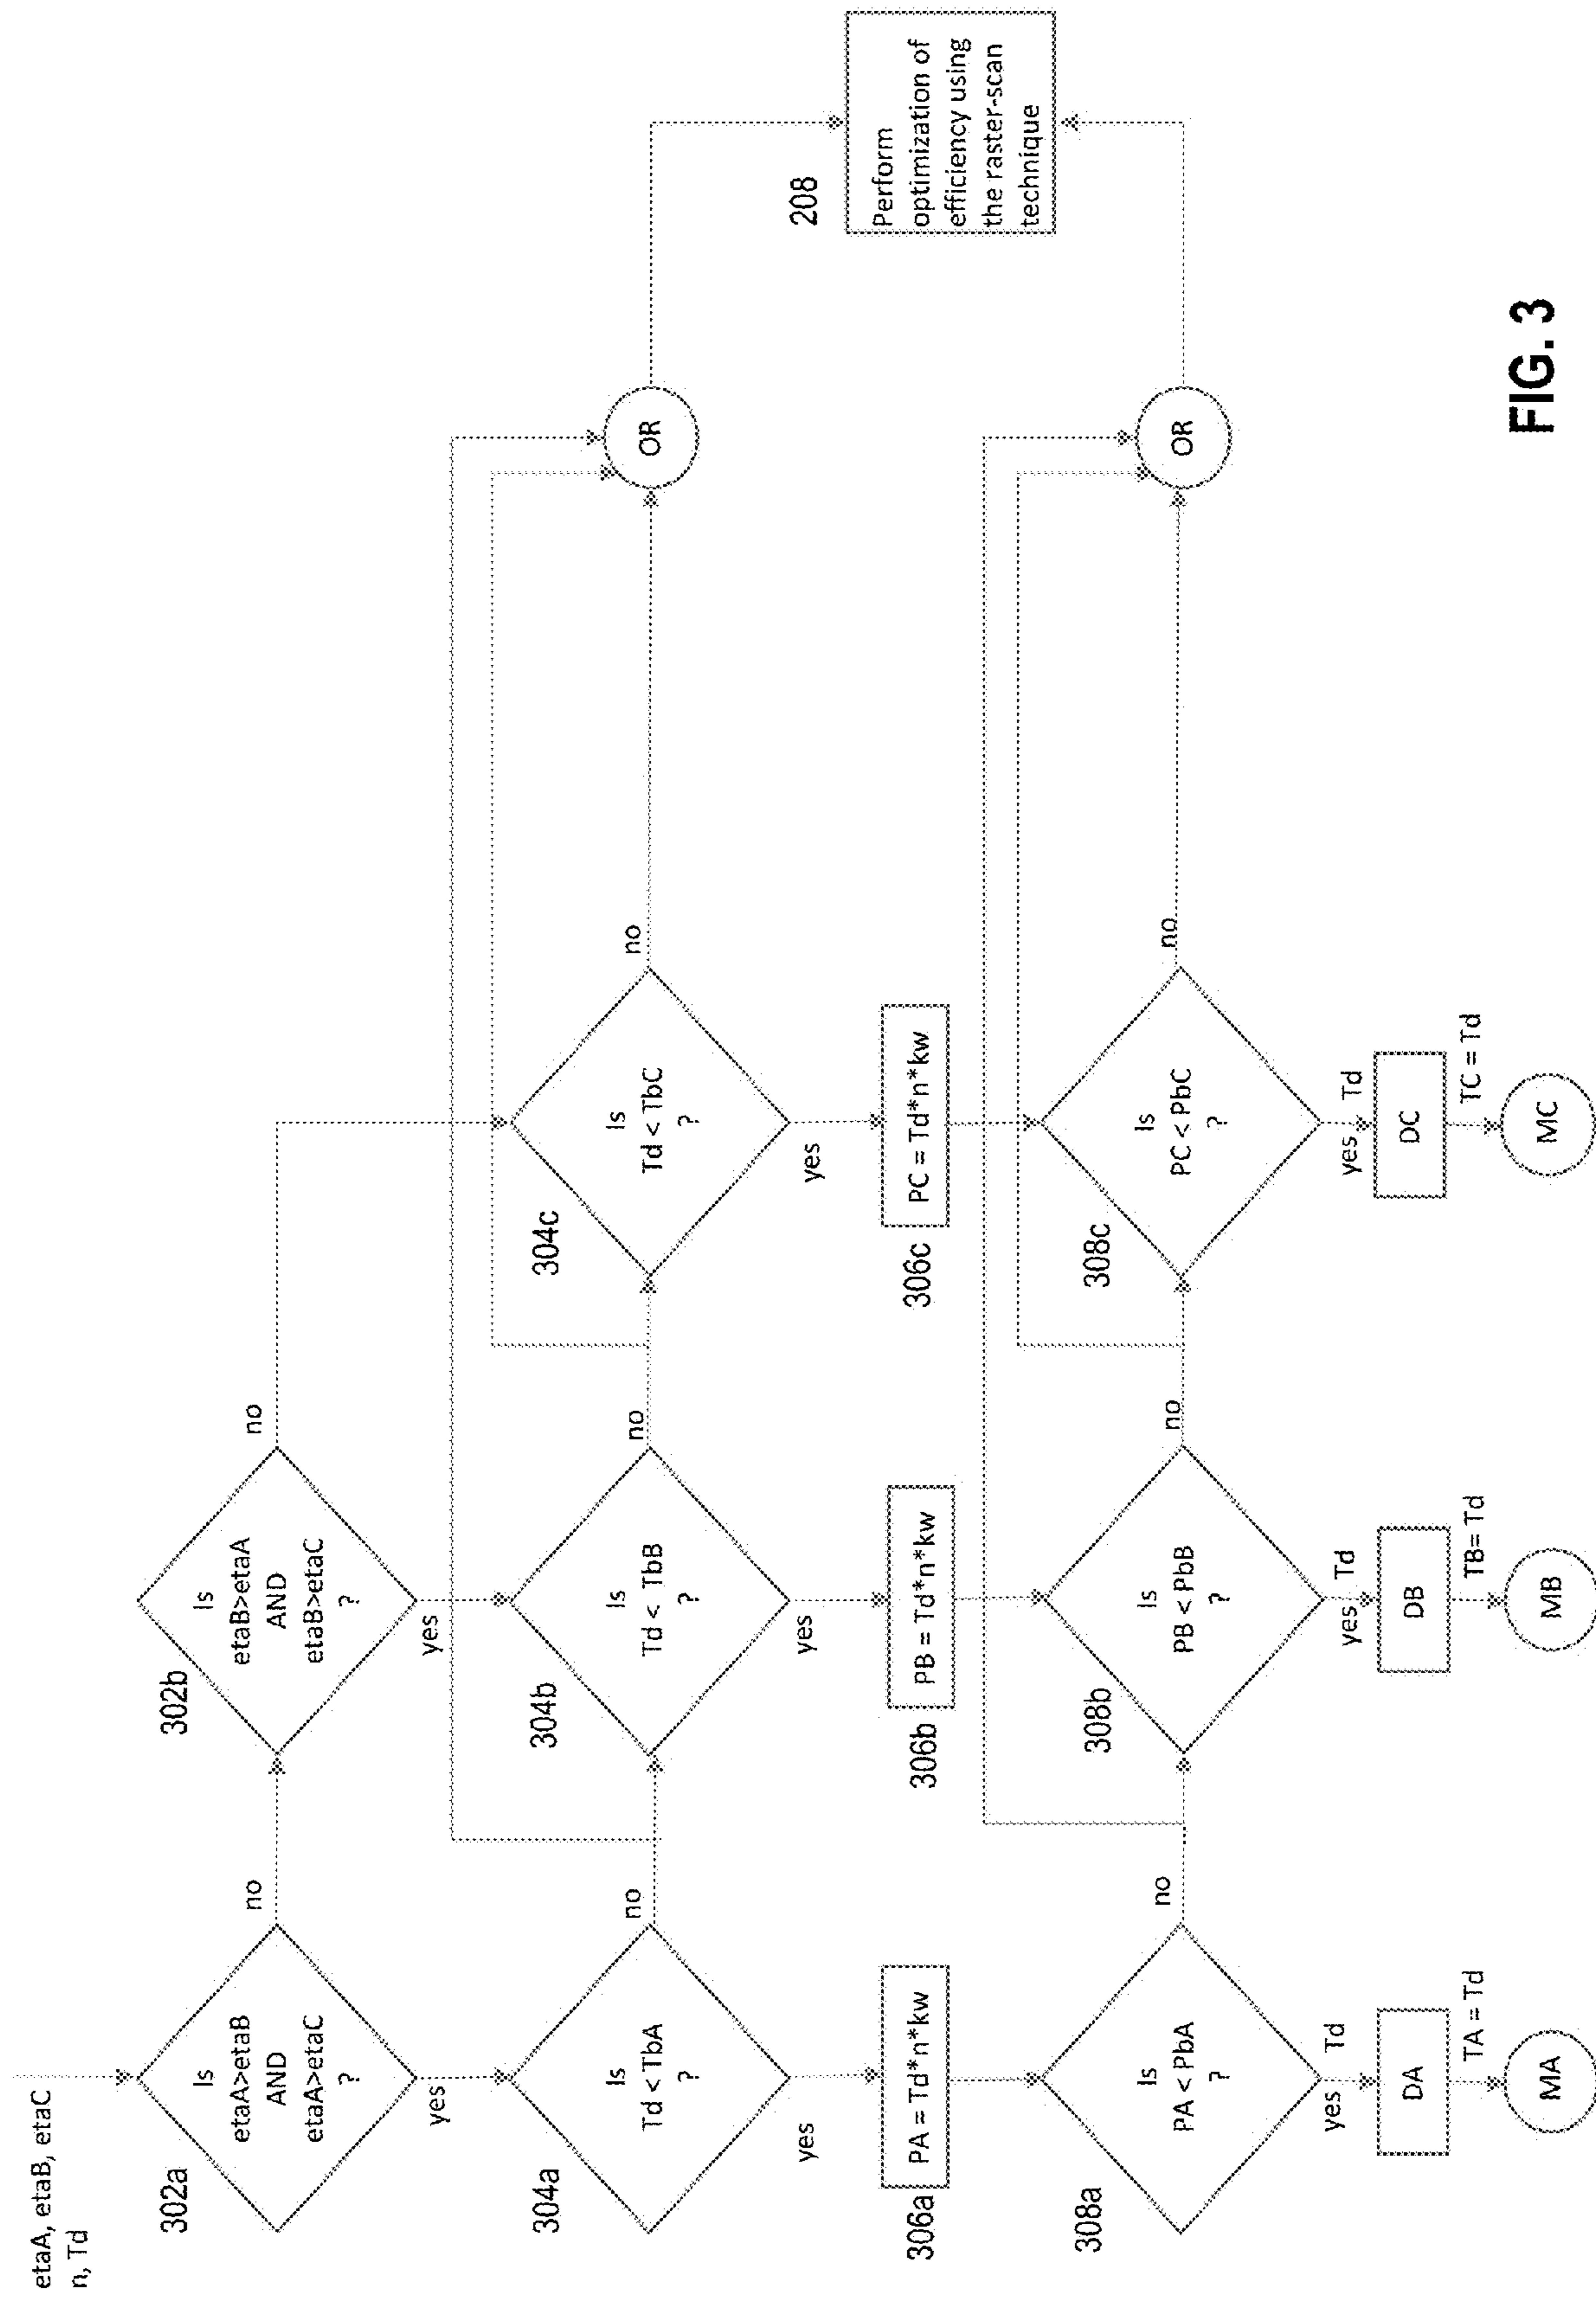 etaA, etaB, etaC
n, Td
302a
Is
etaA>etaB
AND
etaA>etaC
?
no
yes
302b
Is
etaB>etaA
AND
etaB>etaC
?
no
yes
304a
Is
Td < TbA
?
no
yes
304b
Is
Td < TbB
?
no
yes
304c
Is
Td < TbC
?
no
yes
OR
306a
PA = Td*n*kw
306b
PB = Td*n*kw
306c
PC = Td*n*kw
208
Perform
optimization of
efficiency using
the raster-scan
technique
308a
Is
PA < PbA
?
no
yes
Td
308b
Is
PB < PbB
?
no
yes
Td
308c
Is
PC < PbC
?
no
yes
Td
OR
DA
TA = Td
MA
DB
TB= Td
MB
DC
TC = Td
MC
FIG. 3